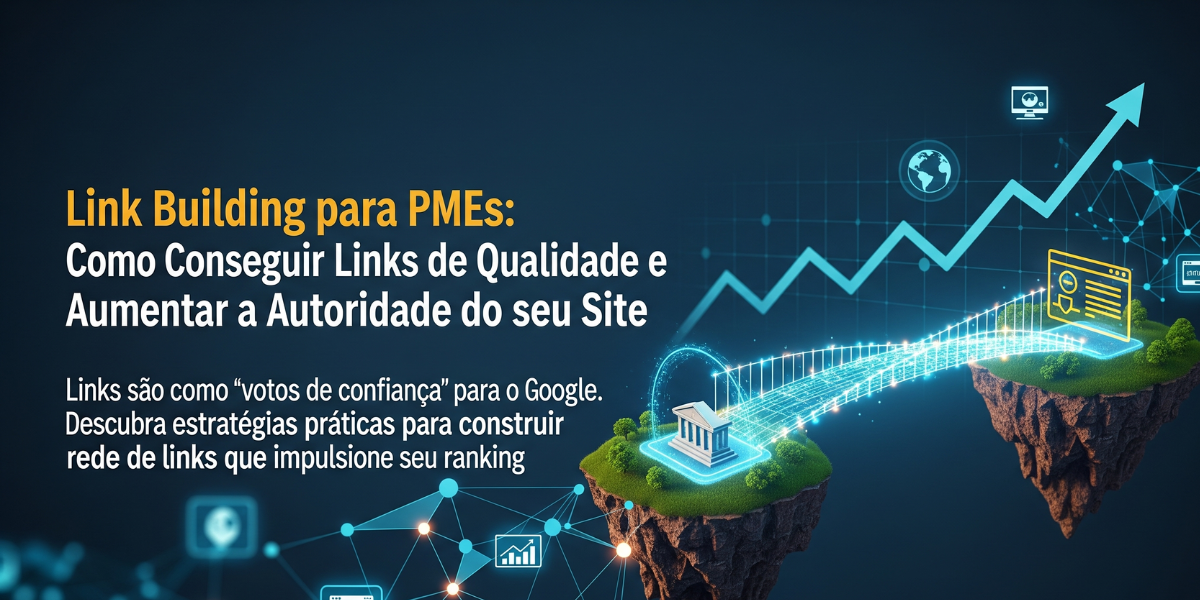 Link Building para PMEs:
Como Conseguir Links de Qualidade e
Aumentar a Autoridade do seu Site
Links são como “votos de confiança” para o Google.
Descubra estratégias práticas para construir
rede de links que impulsione seu ranking